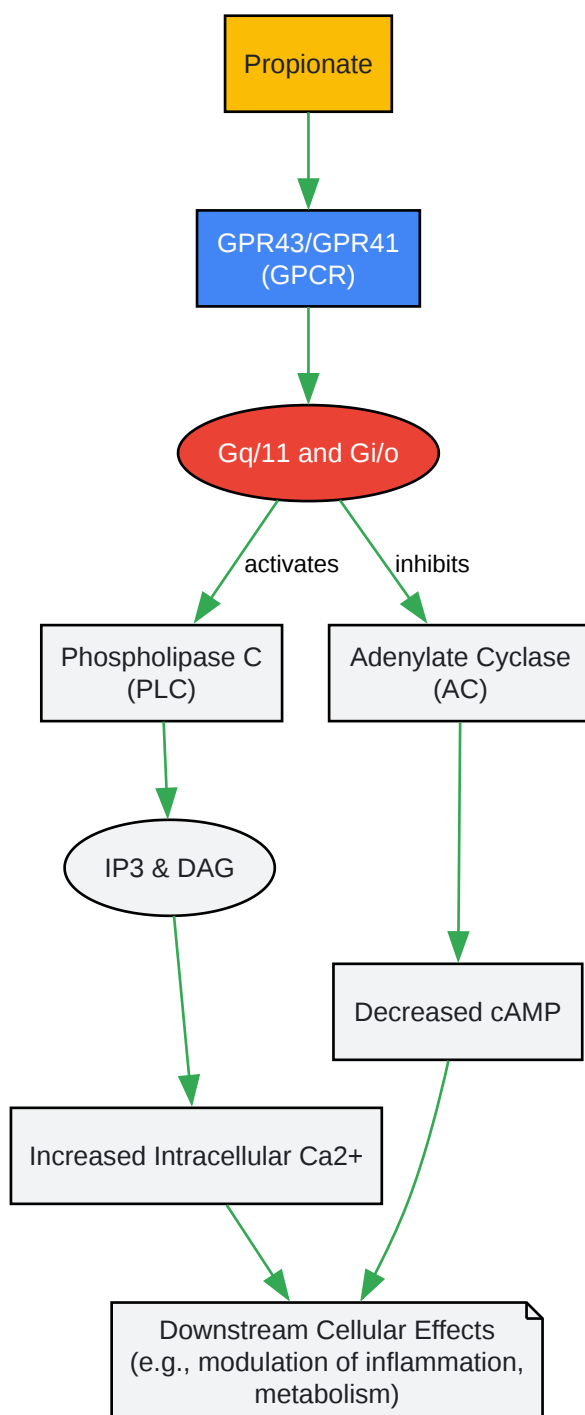 Propionate
GPR43/GPR41
(GPCR)
Gq/11 and Gi/o
activates
inhibits
Phospholipase C
(PLC)
Adenylate Cyclase
(AC)
IP3 & DAG
Decreased cAMP
Increased Intracellular Ca2+
Downstream Cellular Effects
(e.g., modulation of inflammation,
metabolism)